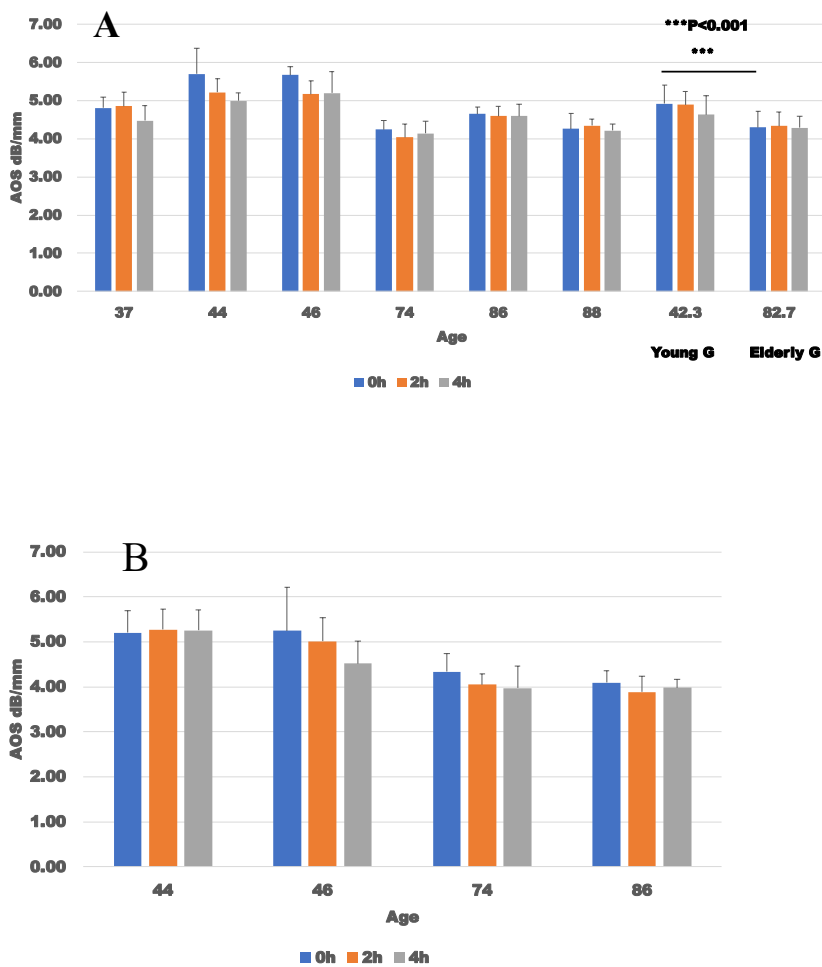 A
***P<0.001
***
7.00
6.00
5.00
4.00
3.00
2.00
1.00
0.00
AOS dB/mm
37 44 46 74 86 88 42.3 82.7
Age
Young G Elderly G
0h 2h 4h
B
7.00
6.00
5.00
4.00
3.00
2.00
1.00
0.00
AOS dB/mm
44 46 74 86
Age
0h 2h 4h